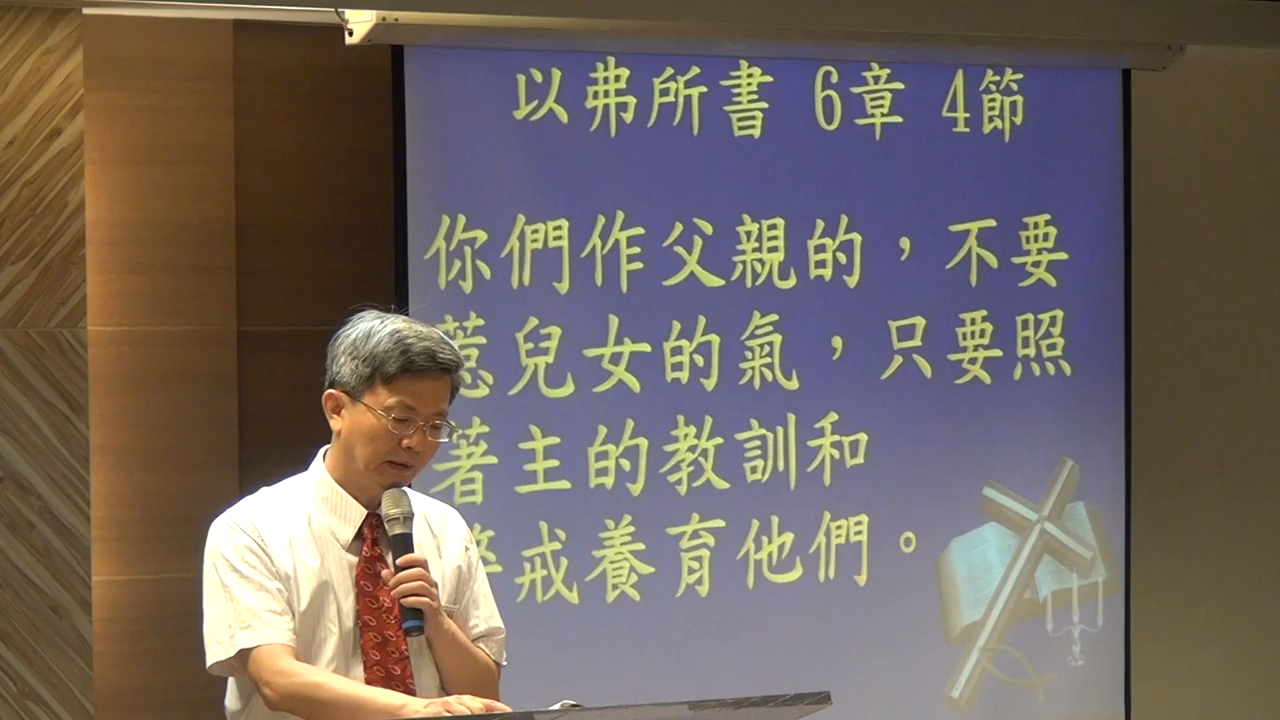 以弗所書 6章 4節
你們作父親的，不要
惹兒女的氣，只要照
著主的教訓和
戒養育他們。